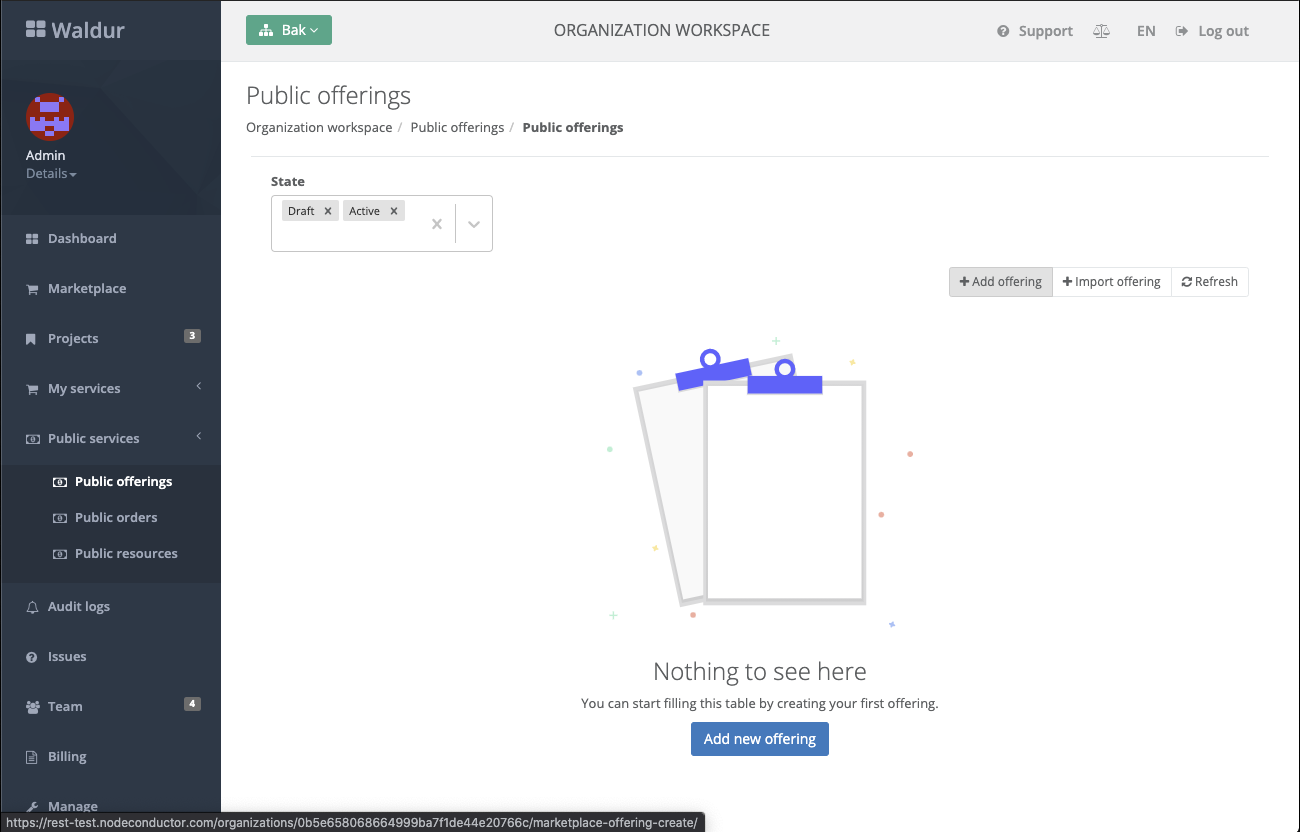 Waldur
Bak
ORGANIZATION WORKSPACE
Support
EN
Log out
Admin
Details
Dashboard
Marketplace
Projects
3
My services
Public services
Public offerings
Public orders
Public resources
Audit logs
Issues
Team
4
Billing
Manage
Public offerings
Organization workspace / Public offerings / Public offerings
State
Draft
Active
Add offering
Import offering
Refresh
Nothing to see here
You can start filling this table by creating your first offering.
Add new offering
https://rest-test.nodeconductor.com/organizations/0b5e658068664999ba7f1de44e20766c/marketplace-offering-create/